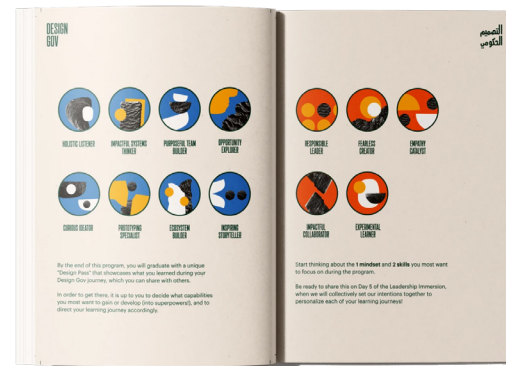 DESIGN
GOV
HOLISTIC LISTENER
IMPACTFUL SYSTEMS
THINKER
PURPOSEFUL TEAM
BUILDER
OPPORTUNITY
EXPLORER
CURIOUS IDEATOR
PROTOTYPING
SPECIALIST
ECOSYSTEM
BUILDER
INSPIRING
STORYTELLER
By the end of this program, you will graduate with a unique
"Design Pass" that showcases what you learned during your
Design Gov journey, which you can share with others.
In order to get there, it is up to you to decide what capabilities
you most want to gain or develop (into superpowers!), and to
direct your learning journey accordingly.
التصميم
الحكومي
RESPONSIBLE
LEADER
FEARLESS
CREATOR
EMPATHY
CATALYST
IMPACTFUL
COLLABORATOR
EXPERIMENTAL
LEARNER
Start thinking about the 1 mindset and 2 skills you most want
to focus on during the program.
Be ready to share this on Day 5 of the Leadership Immersion,
when we will collectively set our intentions together to
personalize each of your learning journeys!